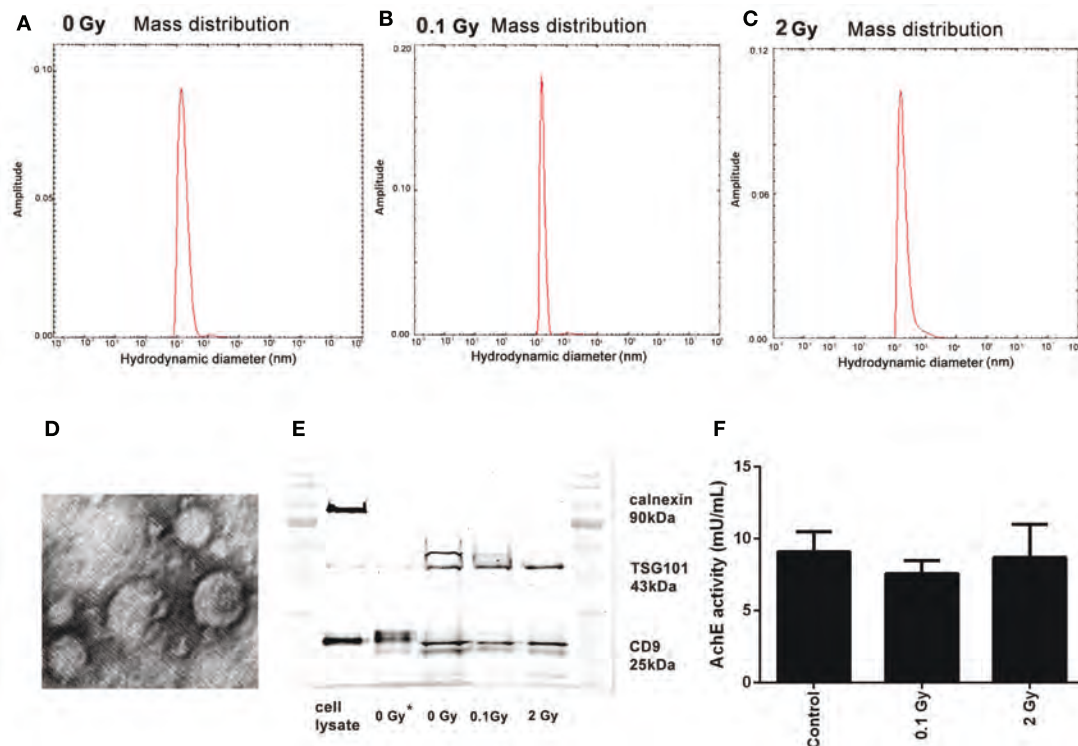 A
0 Gy Mass distribution
0.10
0.05
0.00
Amplitude
Hydrodynamic diameter (nm)
B
0.1 Gy Mass distribution
0.20
0.10
0.00
Amplitude
Hydrodynamic diameter (nm)
C
2 Gy Mass distribution
0.12
0.06
0.00
Amplitude
Hydrodynamic diameter (nm)
D
E
calnexin
90kDa
TSG101
43kDa
CD9
25kDa
cell
lysate
0 Gy*
0 Gy
0.1Gy
2 Gy
F
AchE activity (mU/mL)
15
10
5
0
Control
0.1 Gy
2 Gy